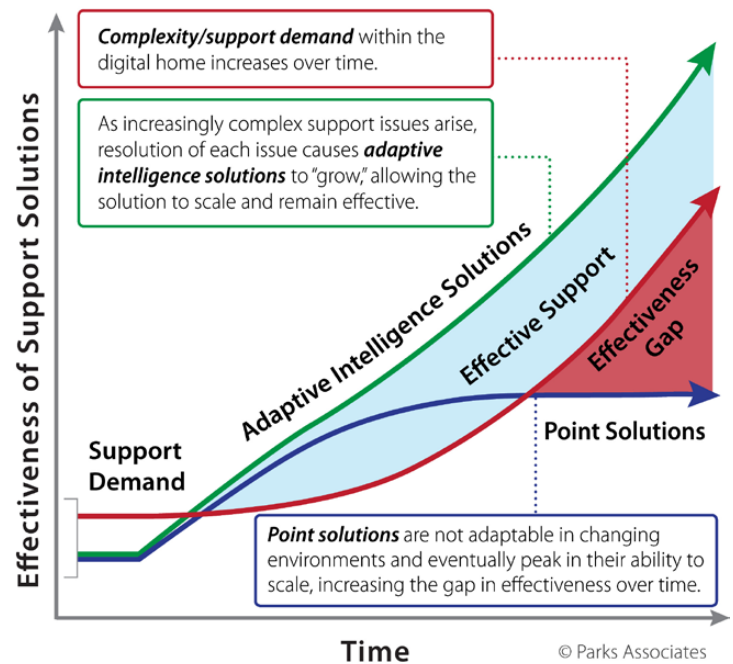 Complexity/support demand within the
digital home increases over time.
As increasingly complex support issues arise,
resolution of each issue causes adaptive
intelligence solutions to “grow,” allowing the
solution to scale and remain effective.
Effectiveness of Support Solutions
Adaptive Intelligence Solutions
Effective Support
Effectiveness
Gap
Support
Demand
Point Solutions
Point solutions are not adaptable in changing
environments and eventually peak in their ability to
scale, increasing the gap in effectiveness over time.
Time
© Parks Associates